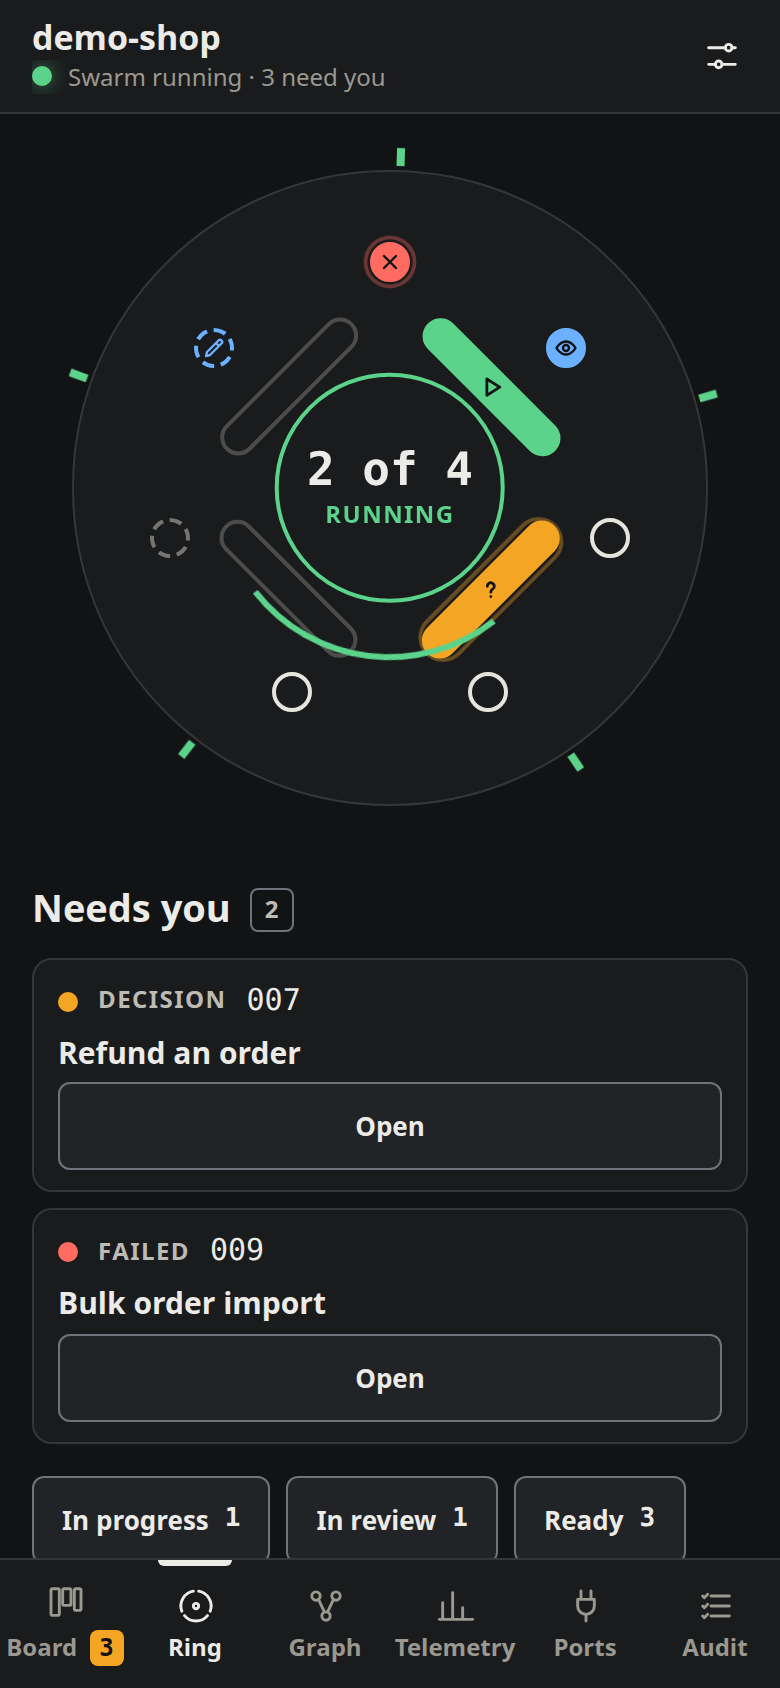 demo-shop
Swarm running · 3 need you
2 of 4
RUNNING
?
Needs you 2
DECISION 007
Refund an order
Open
FAILED 009
Bulk order import
Open
In progress 1 In review 1 Ready 3
Board 3 Ring Graph Telemetry Ports Audit